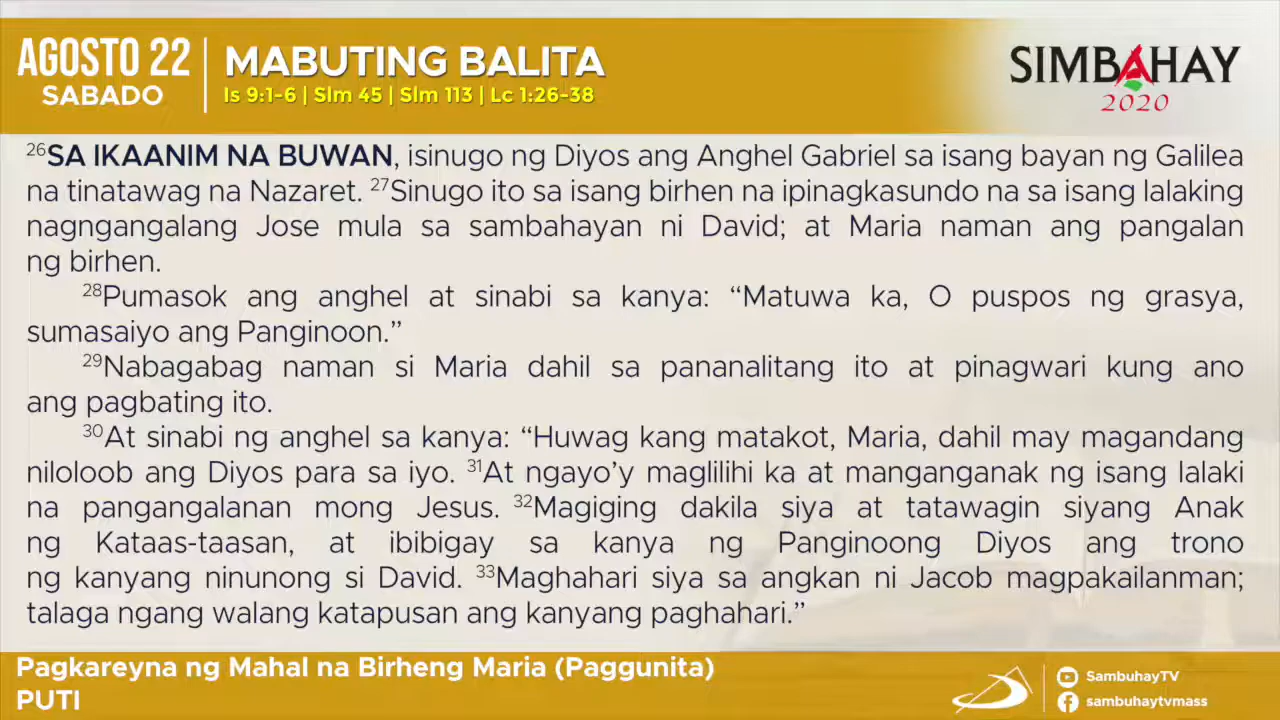 AGOSTO 22
SABADO
MABUTING BALITA
Is 9:1-6 | Slm 45 | Slm 113 | Lc 1:26-38
SIMBAHAY
2020
26SA IKAANIM NA BUWAN, isinugo ng Diyos ang Anghel Gabriel sa isang bayan ng Galilea
na tinatawag na Nazaret. 27Sinugo ito sa isang birhen na ipinagkasundo na sa isang lalaking
nagngangalang Jose mula sa sambahayan ni David; at Maria naman ang pangalan
ng birhen.
28Pumasok ang anghel at sinabi sa kanya: “Matuwa ka, O puspos ng grasya,
sumasaiyo ang Panginoon.”
29Nabagabag naman si Maria dahil sa pananalitang ito at pinagwari kung ano
ang pagbating ito.
30At sinabi ng anghel sa kanya: “Huwag kang matakot, Maria, dahil may magandang
niloloob ang Diyos para sa iyo. 31At ngayo’y maglilihi ka at manganganak ng isang lalaki
na pangangalanan mong Jesus. 32Magiging dakila siya at tatawagin siyang Anak
ng Kataas-taasan, at ibibigay sa kanya ng Panginoong Diyos ang trono
ng kanyang ninunong si David. 33Maghahari siya sa angkan ni Jacob magpakailanman;
talaga ngang walang katapusan ang kanyang paghahari.”
Pagkareyna ng Mahal na Birheng Maria (Paggunita)
PUTI
SambuhayTV
sambuhaytvmass